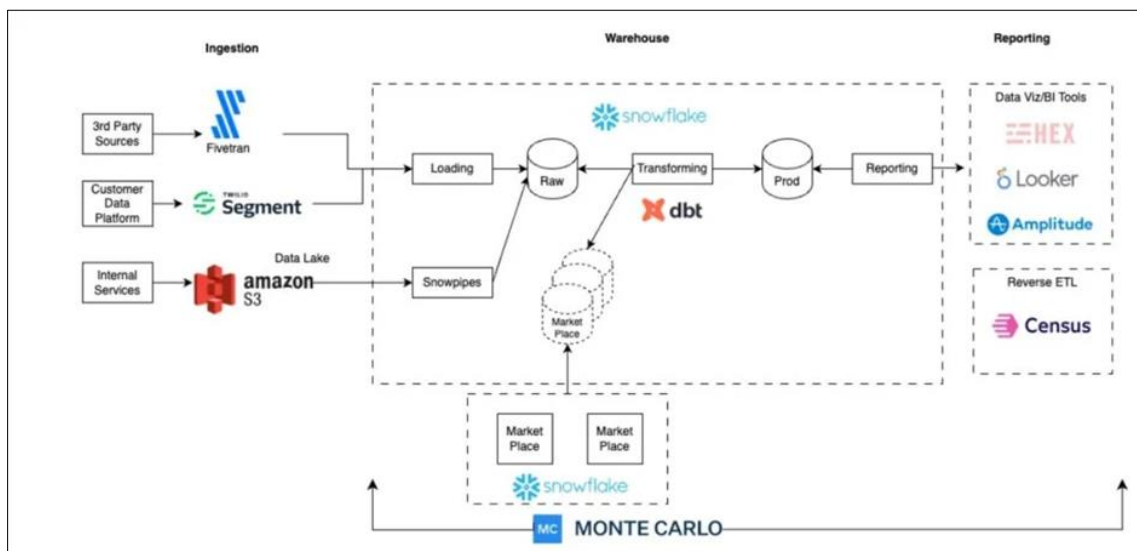 Ingestion
Warehouse
Reporting
3rd Party
Sources
Fivetran
Customer
Data
Platform
TWILIO
Segment
Internal
Services
Data Lake
amazon
S3
snowflake
Loading
Raw
Transforming
dbt
Prod
Reporting
Snowpipes
Market
Place
Data Viz/BI Tools
HEX
Looker
Amplitude
Reverse ETL
Census
Market
Place
Market
Place
snowflake
MC MONTE CARLO